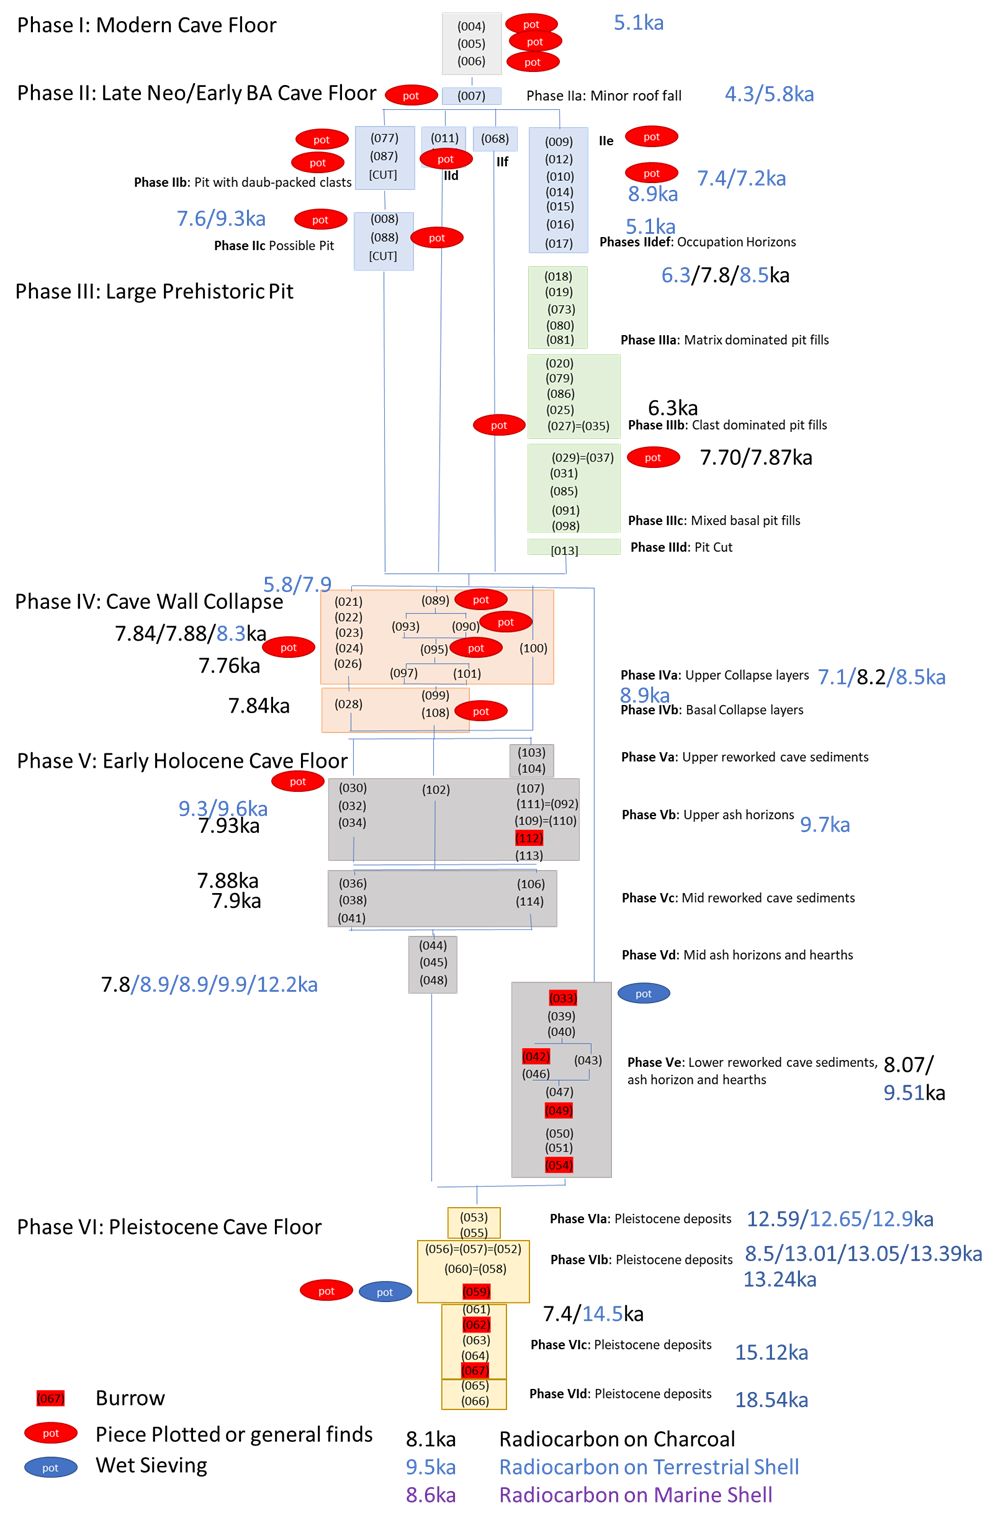 Phase I: Modern Cave Floor
(004) pot 5.1ka
(005) pot
(006) pot
Phase II: Late Neo/Early BA Cave Floor pot (007) Phase IIa: Minor roof fall 4.3/5.8ka
pot (077) (011) (068) (009) IIe pot
pot (087) pot IIf (012)
Phase IIb: Pit with daub-packed clasts [CUT] IId (010) pot 7.4/7.2ka
(014) 8.9ka
(015)
7.6/9.3ka pot (008) (016) 5.1ka
Phase IIc Possible Pit (088) pot (017) Phases IIdef: Occupation Horizons
[CUT]
Phase III: Large Prehistoric Pit
(018) 6.3/7.8/8.5ka
(019)
(073)
(080)
(081) Phase IIIa: Matrix dominated pit fills
(020)
(079)
(086)
(025) 6.3ka
pot (027)=(035) Phase IIIb: Clast dominated pit fills
(029)=(037) pot 7.70/7.87ka
(031)
(085)
(091)
(098) Phase IIIc: Mixed basal pit fills
[013] Phase IIId: Pit Cut
5.8/7.9
Phase IV: Cave Wall Collapse (021) (089) pot
(022)
7.84/7.88/8.3ka (023) (093) (090) pot
pot (024) (095) pot (100)
7.76ka (026)
(097) (101) Phase IVa: Upper Collapse layers 7.1/8.2/8.5ka
8.9ka
7.84ka (028) (099)
(108) pot Phase IVb: Basal Collapse layers
Phase V: Early Holocene Cave Floor (103) Phase Va: Upper reworked cave sediments
(104)
pot (030) (102) (107)
9.3/9.6ka (032) (111)=(092)
7.93ka (034) (109)=(110) Phase Vb: Upper ash horizons 9.7ka
(112)
(113)
7.88ka (036) (106)
7.9ka (038) (114) Phase Vc: Mid reworked cave sediments
(041)
(044) Phase Vd: Mid ash horizons and hearths
(045)
7.8/8.9/8.9/9.9/12.2ka (048)
(033) pot
(039)
(040)
(042) (043) Phase Ve: Lower reworked cave sediments, 8.07/
(046) ash horizon and hearths 9.51ka
(047)
(049)
(050)
(051)
(054)
Phase VI: Pleistocene Cave Floor (053) Phase VIa: Pleistocene deposits 12.59/12.65/12.9ka
(055)
(056)=(057)=(052) Phase VIb: Pleistocene deposits 8.5/13.01/13.05/13.39ka
(060)=(058) 13.24ka
pot pot (059)
(061) 7.4/14.5ka
(062)
(063)
(064) Phase VIc: Pleistocene deposits 15.12ka
(067)
(065) Phase VId: Pleistocene deposits 18.54ka
(066)
(067) Burrow
pot Piece Plotted or general finds
pot Wet Sieving
8.1ka Radiocarbon on Charcoal
9.5ka Radiocarbon on Terrestrial Shell
8.6ka Radiocarbon on Marine Shell